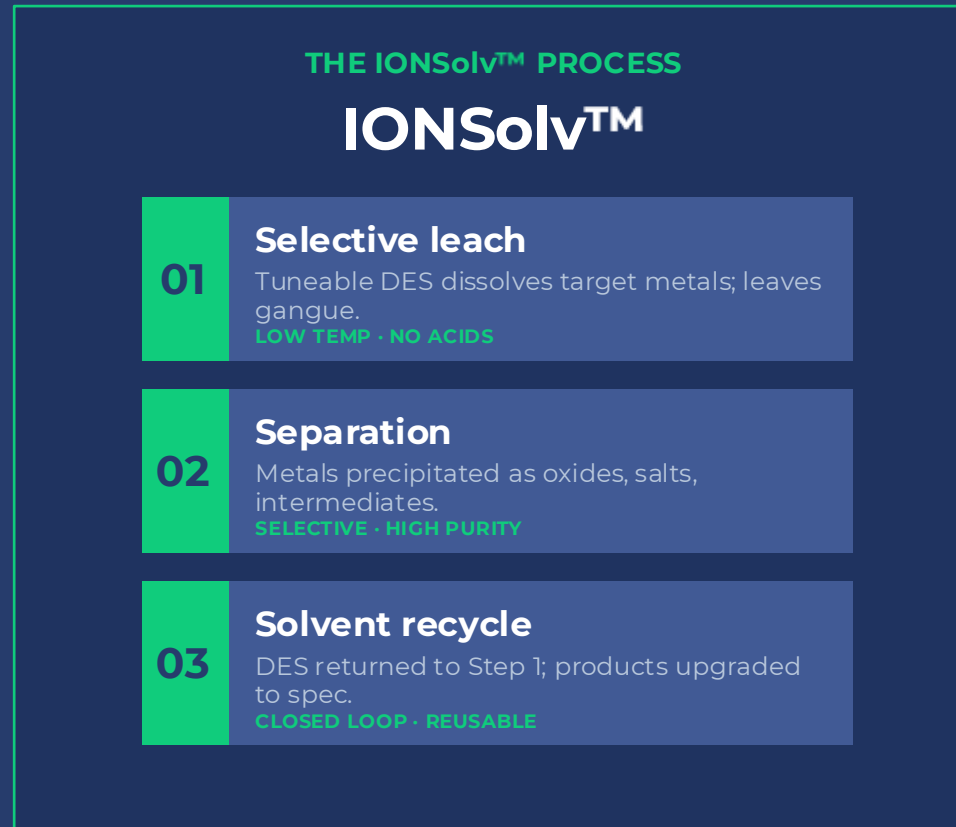 THE IONSolv™ PROCESS
IONSolv™
01
Selective leach
Tuneable DES dissolves target metals; leaves
gangue.
LOW TEMP · NO ACIDS
02
Separation
Metals precipitated as oxides, salts,
intermediates.
SELECTIVE · HIGH PURITY
03
Solvent recycle
DES returned to Step 1; products upgraded
to spec.
CLOSED LOOP · REUSABLE